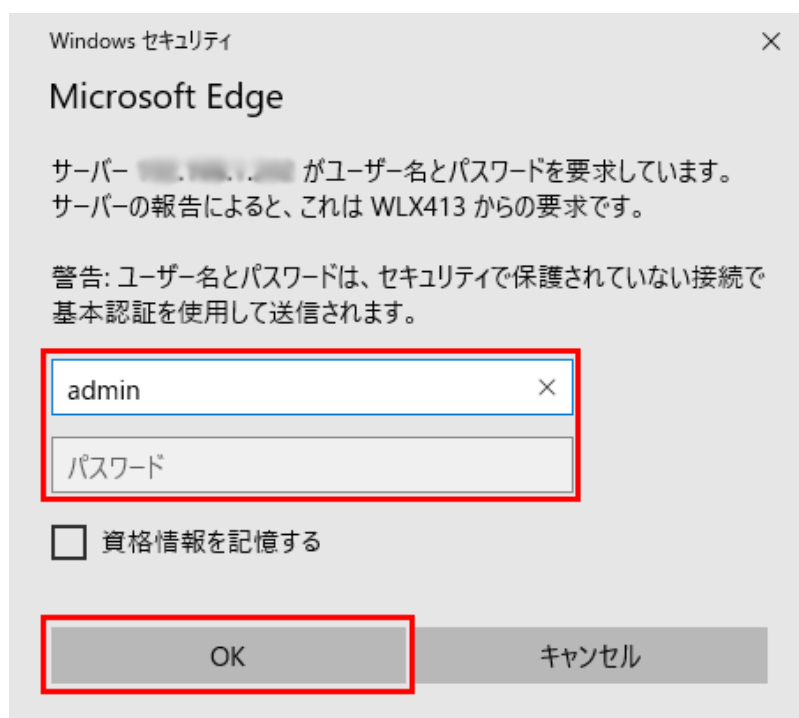 Windows セキュリティ
Microsoft Edge
サーバー がユーザー名とパスワードを要求しています。
サーバーの報告によると、これは WLX413 からの要求です。
警告: ユーザー名とパスワードは、セキュリティで保護されていない接続で
基本認証を使用して送信されます。
admin
パスワード
資格情報を記憶する
OK
キャンセル